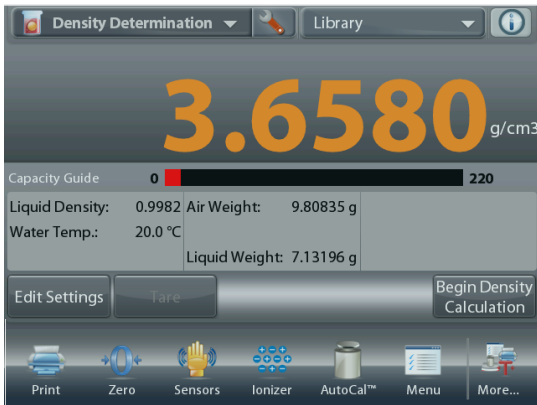 Density Determination
Library
3.6580 g/cm3
Capacity Guide 0 220
Liquid Density: 0.9982 Air Weight: 9.80835 g
Water Temp.: 20.0 °C
Liquid Weight: 7.13196 g
Edit Settings Tare Begin Density
Calculation
Print Zero Sensors Ionizer AutoCal™ Menu More...